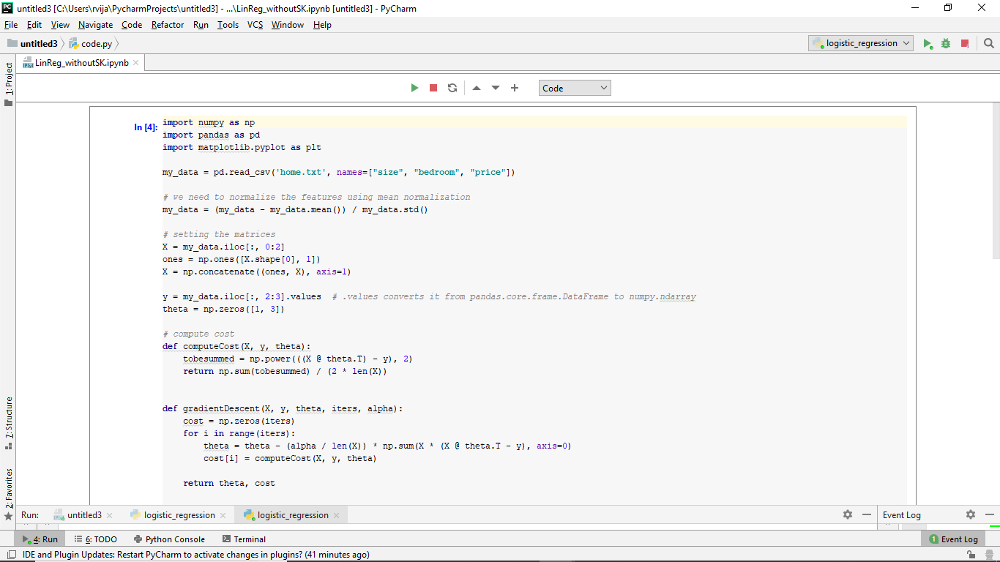 PC untitled3 [C:\Users\rvija\PycharmProjects\untitled3] - ...\LinReg_withoutSK.ipynb [untitled3] - PyCharm
File Edit View Navigate Code Refactor Run Tools VCS Window Help
untitled3 code.py logistic_regression
LinReg_withoutSK.ipynb
1: Project
Code
In [4]:
import numpy as np
import pandas as pd
import matplotlib.pyplot as plt
my_data = pd.read_csv('home.txt', names=["size", "bedroom", "price"])
# we need to normalize the features using mean normalization
my_data = (my_data - my_data.mean()) / my_data.std()
# setting the matrices
X = my_data.iloc[:, 0:2]
ones = np.ones([X.shape[0], 1])
X = np.concatenate((ones, X), axis=1)
y = my_data.iloc[:, 2:3].values  # .values converts it from pandas.core.frame.DataFrame to numpy.ndarray
theta = np.zeros([1, 3])
# compute cost
def computeCost(X, y, theta):
    tobesummed = np.power(((X @ theta.T) - y), 2)
    return np.sum(tobesummed) / (2 * len(X))
def gradientDescent(X, y, theta, iters, alpha):
    cost = np.zeros(iters)
    for i in range(iters):
        theta = theta - (alpha / len(X)) * np.sum(X * (X @ theta.T - y), axis=0)
        cost[i] = computeCost(X, y, theta)
    return theta, cost
7: Structure
2: Favorites
Run: untitled3 logistic_regression logistic_regression Event Log
4: Run 6: TODO Python Console Terminal 1 Event Log
IDE and Plugin Updates: Restart PyCharm to activate changes in plugins? (41 minutes ago)